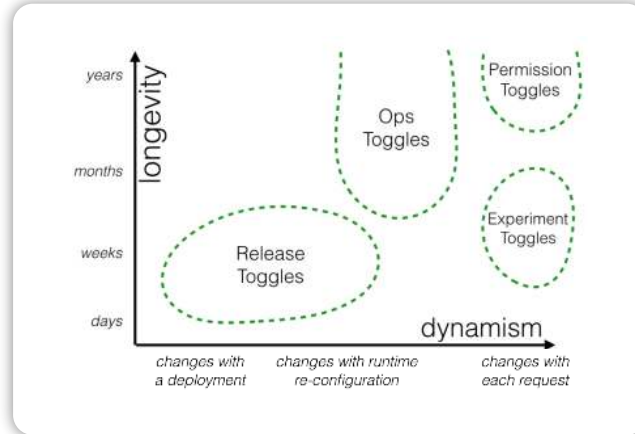 years
longevity
Permission
Toggles
Ops
Toggles
months
Experiment
Toggles
weeks
Release
Toggles
days
dynamism
changes with
a deployment
changes with runtime
re-configuration
changes with
each request